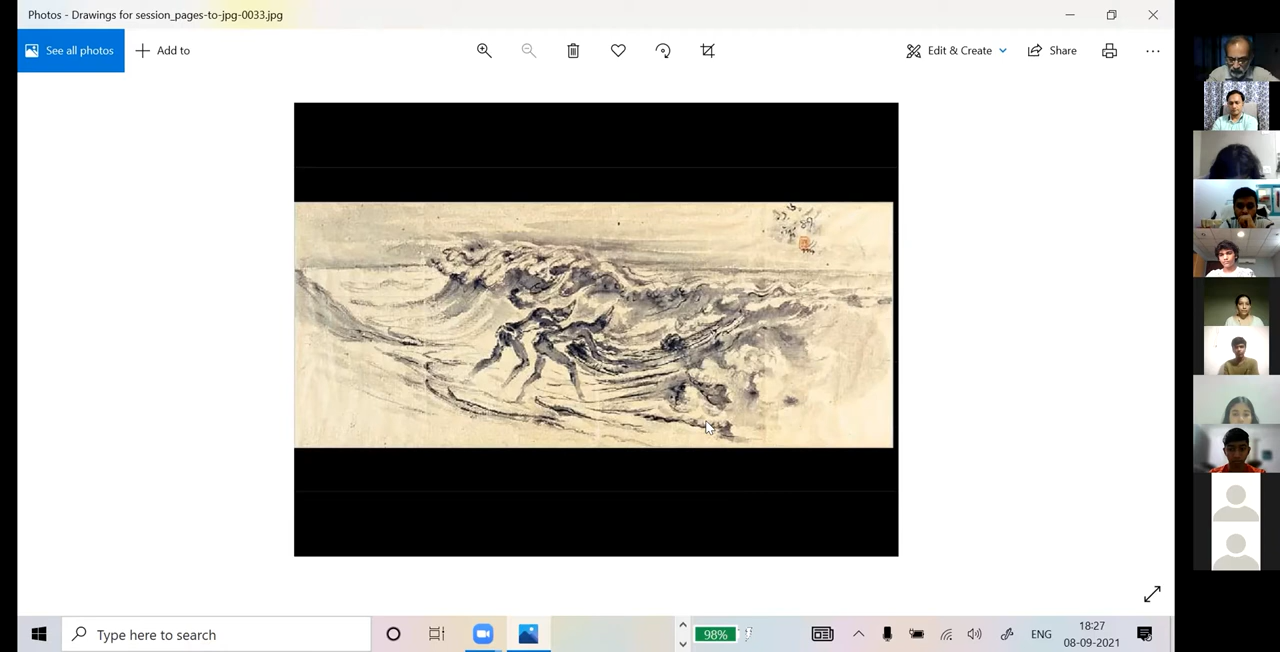 Photos - Drawings for session_pages-to-jpg-0033.jpg
See all photos
Add to
Edit & Create
Share
Type here to search
98%
ENG
18:27
08-09-2021